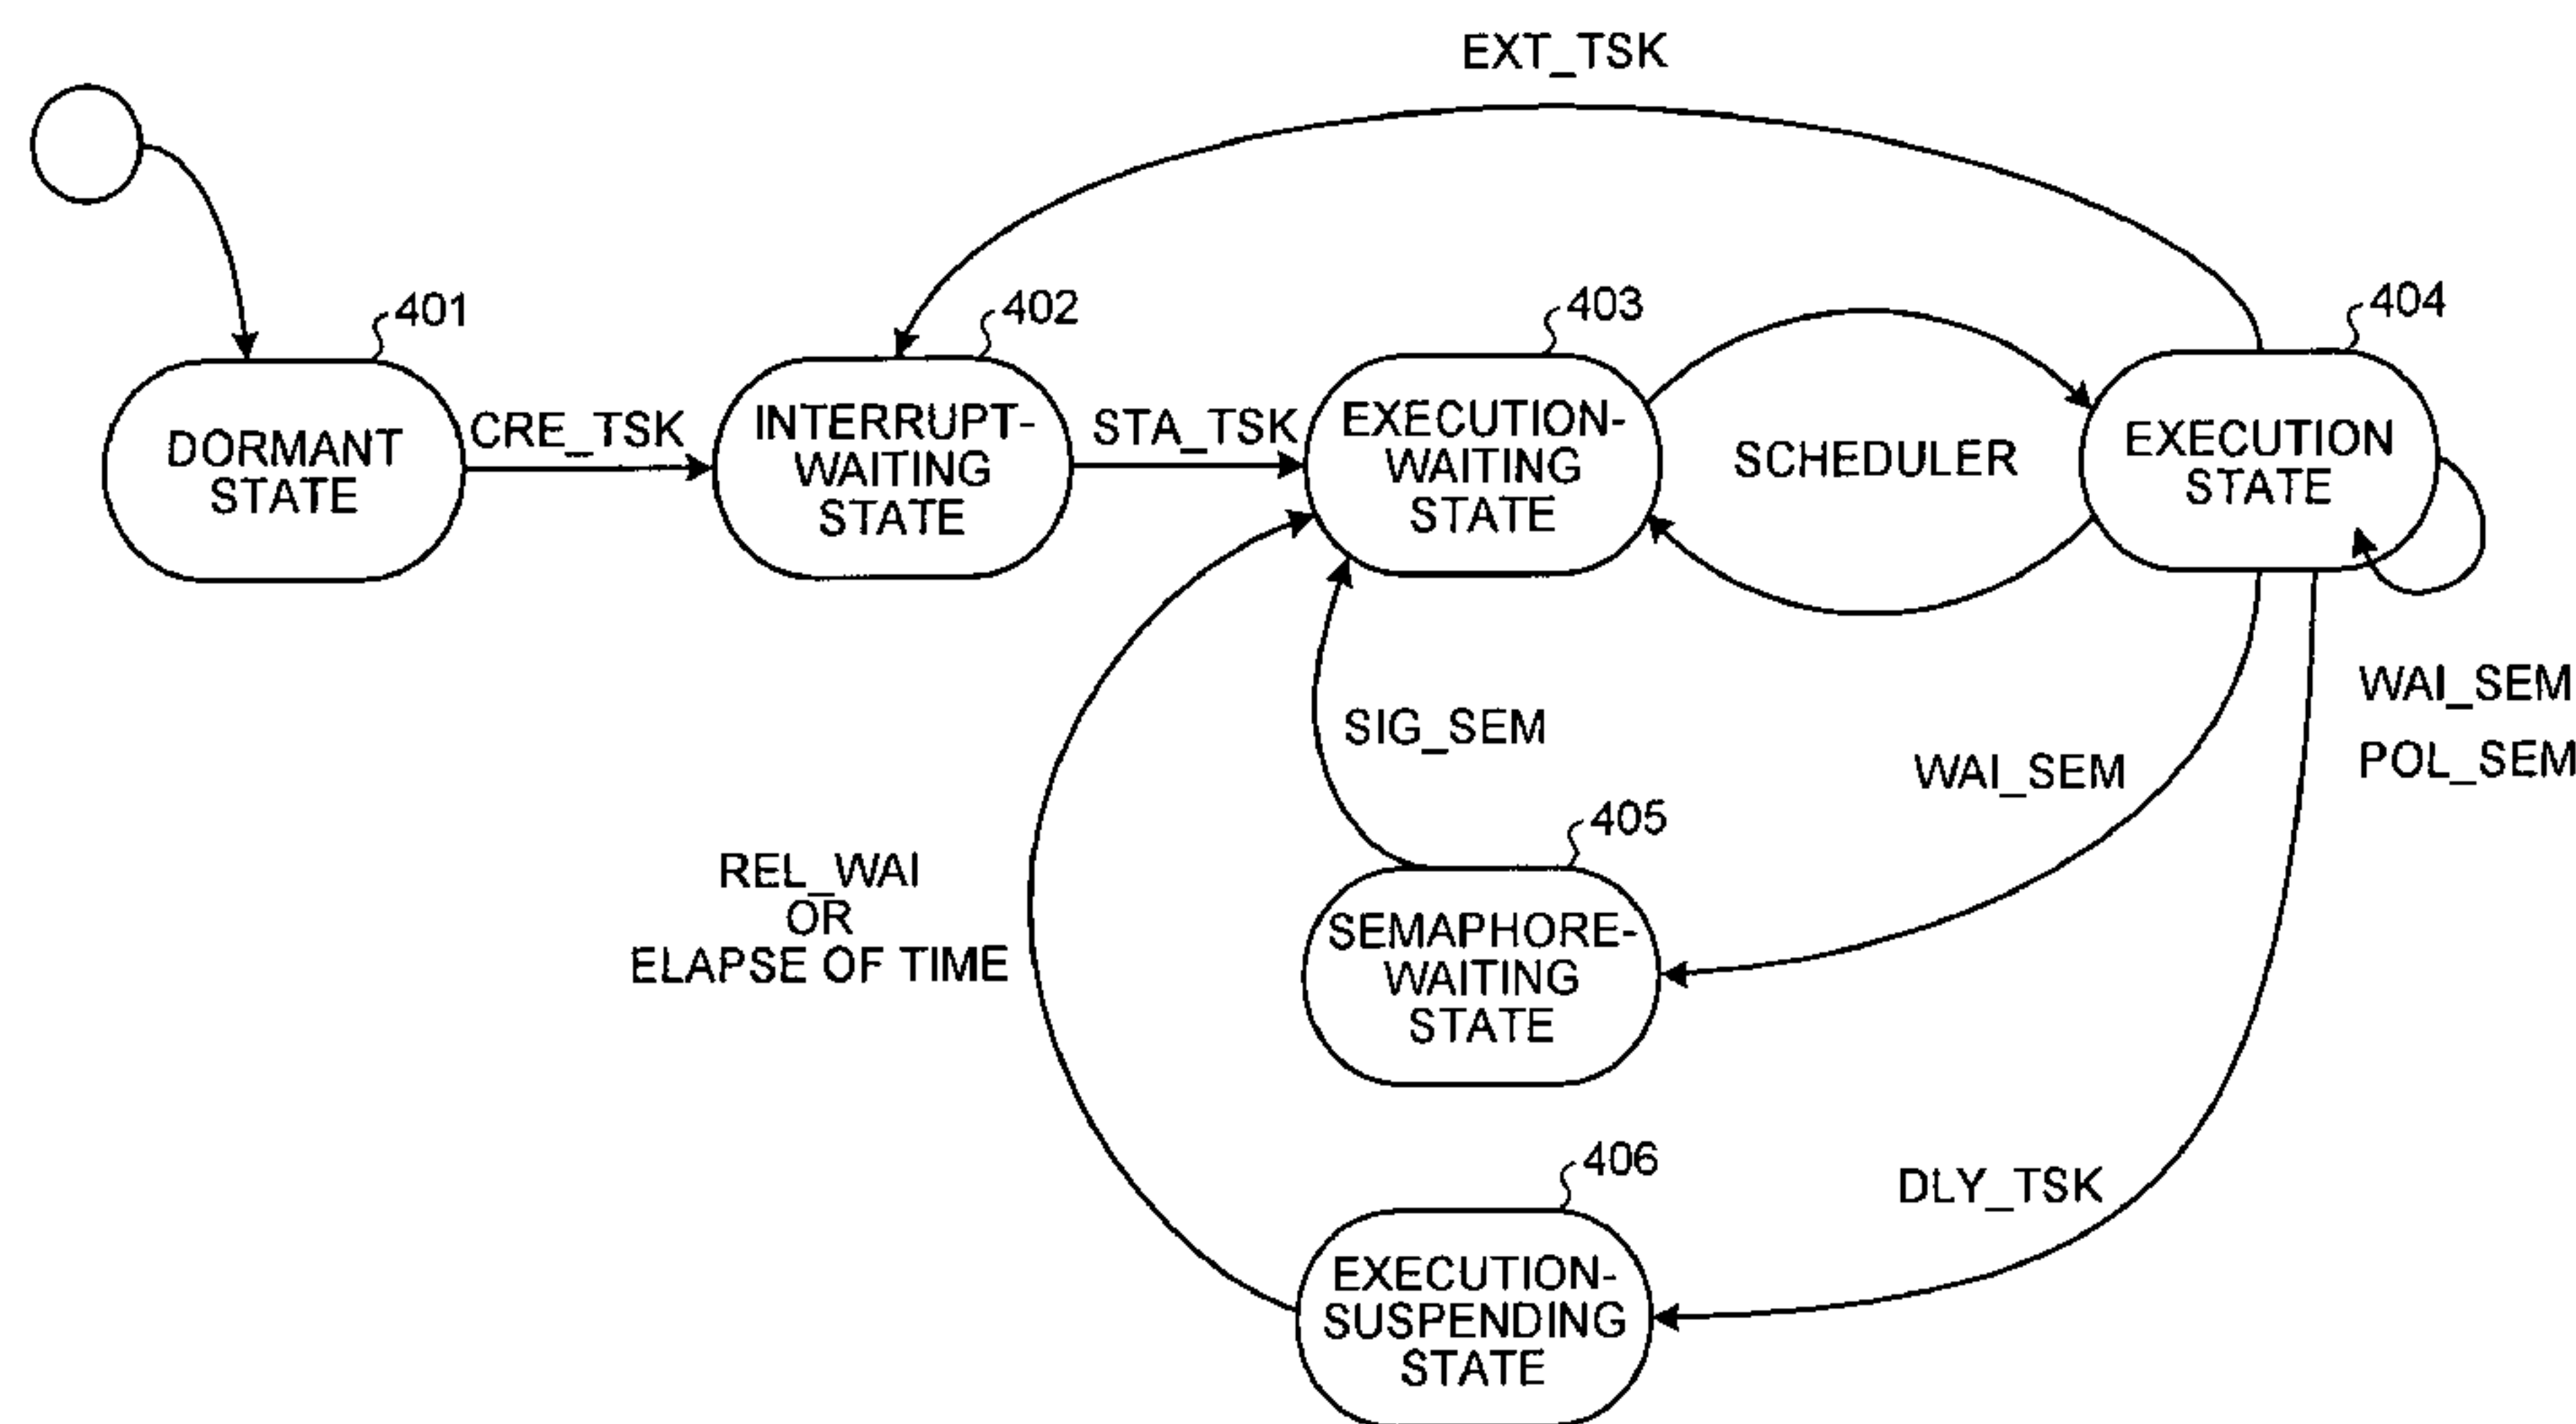 EXT_TSK
401
402
403
404
DORMANT
STATE
CRE_TSK
INTERRUPT-
WAITING
STATE
STA_TSK
EXECUTION-
WAITING
STATE
SCHEDULER
EXECUTION
STATE
WAI_SEM
POL_SEM
SIG_SEM
WAI_SEM
405
REL_WAI
OR
ELAPSE OF TIME
SEMAPHORE-
WAITING
STATE
406
DLY_TSK
EXECUTION-
SUSPENDING
STATE